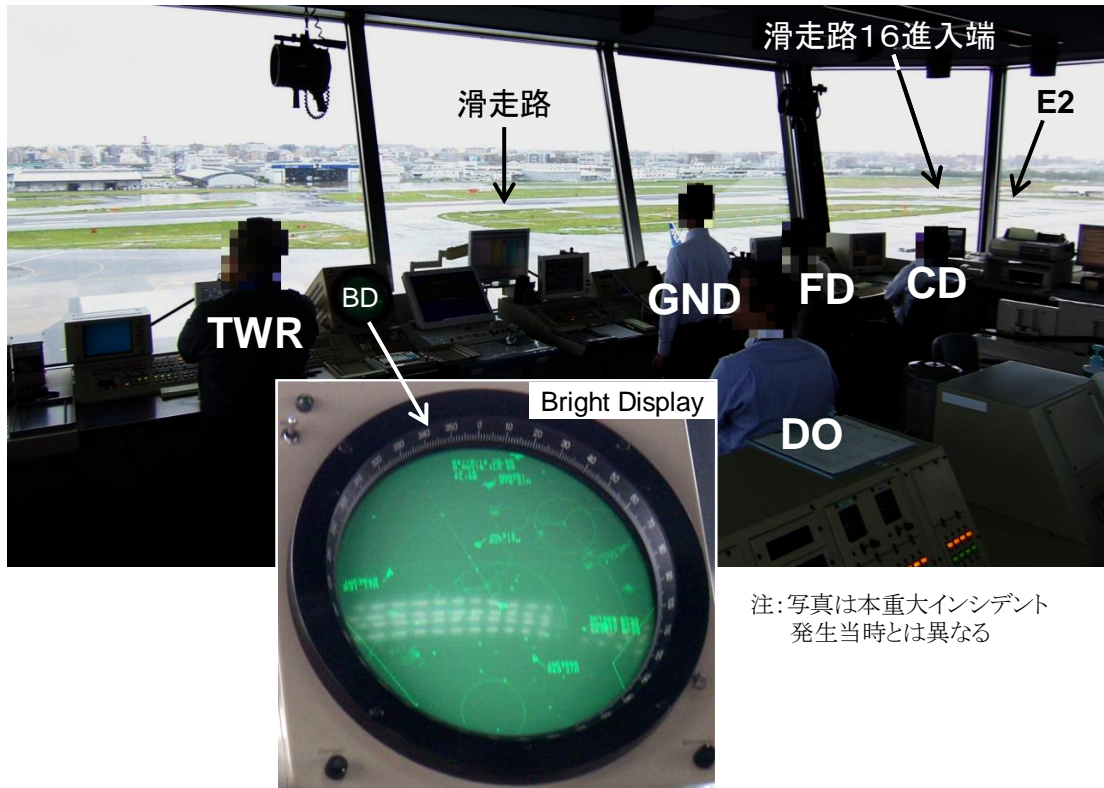 滑走路16進入端
E2
滑走路
BD
TWR
GND
FD
CD
Bright Display
DO
注:写真は本重大インシデント
発生当時とは異なる